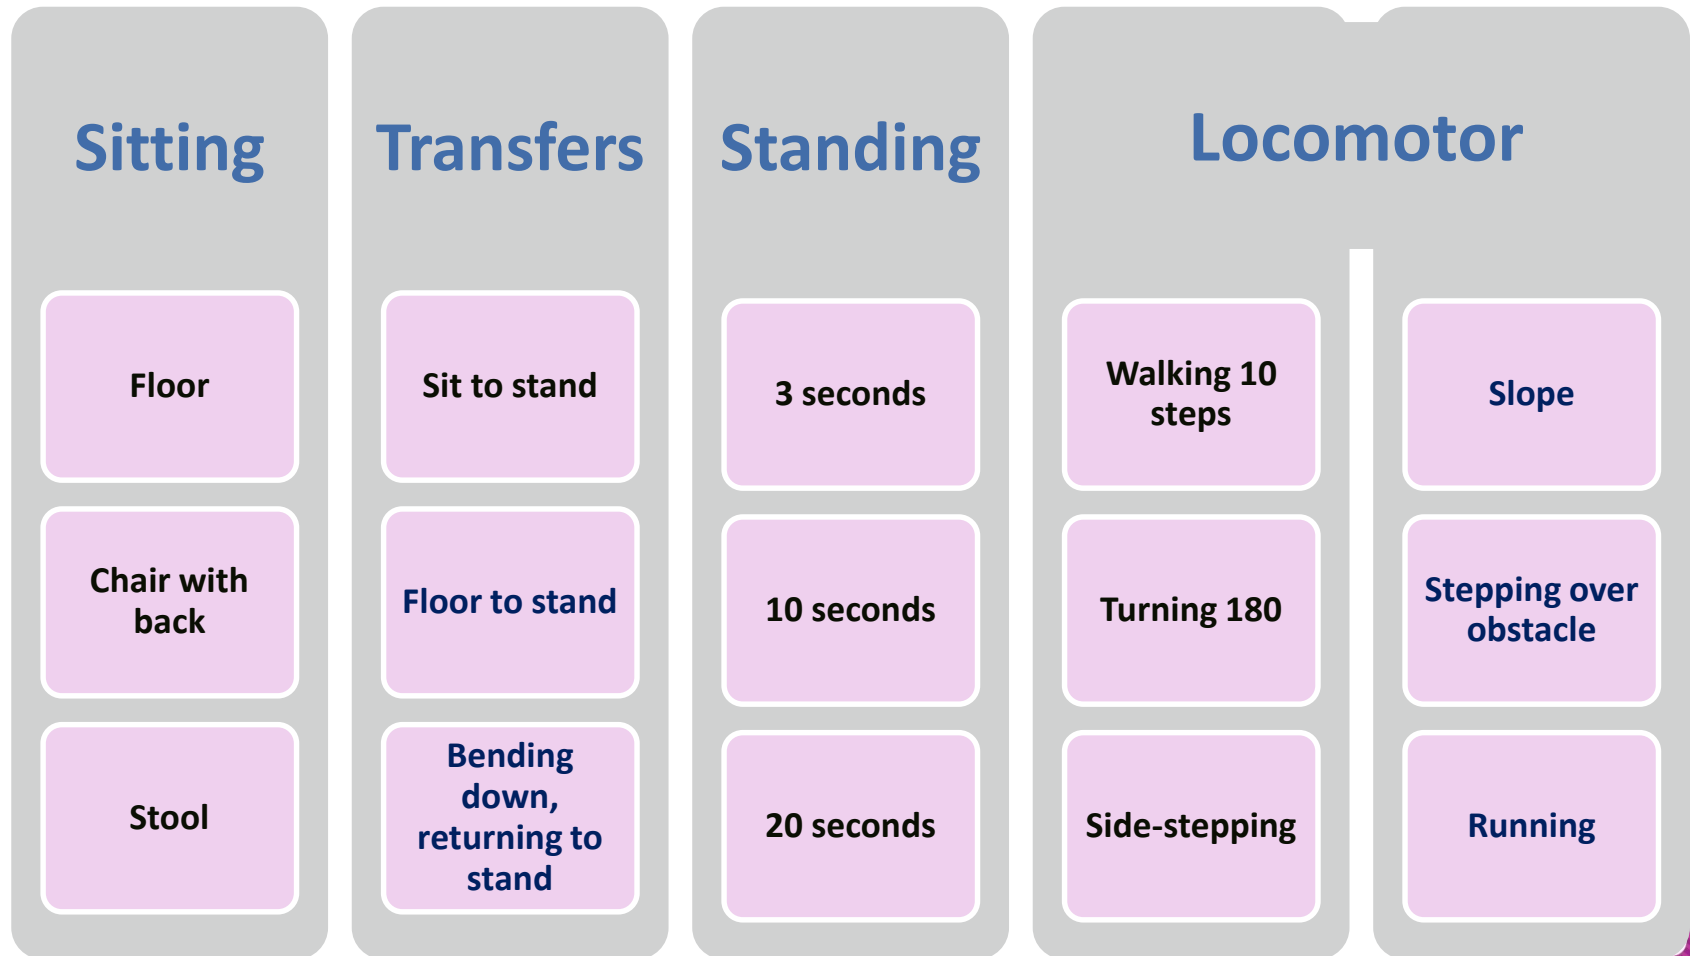 Sitting
Floor
Chair with
back
Stool
Transfers
Sit to stand
Floor to stand
Bending
down,
returning to
stand
Standing
3 seconds
10 seconds
20 seconds
Locomotor
Walking 10
steps
Turning 180
Side-stepping
Slope
Stepping over
obstacle
Running